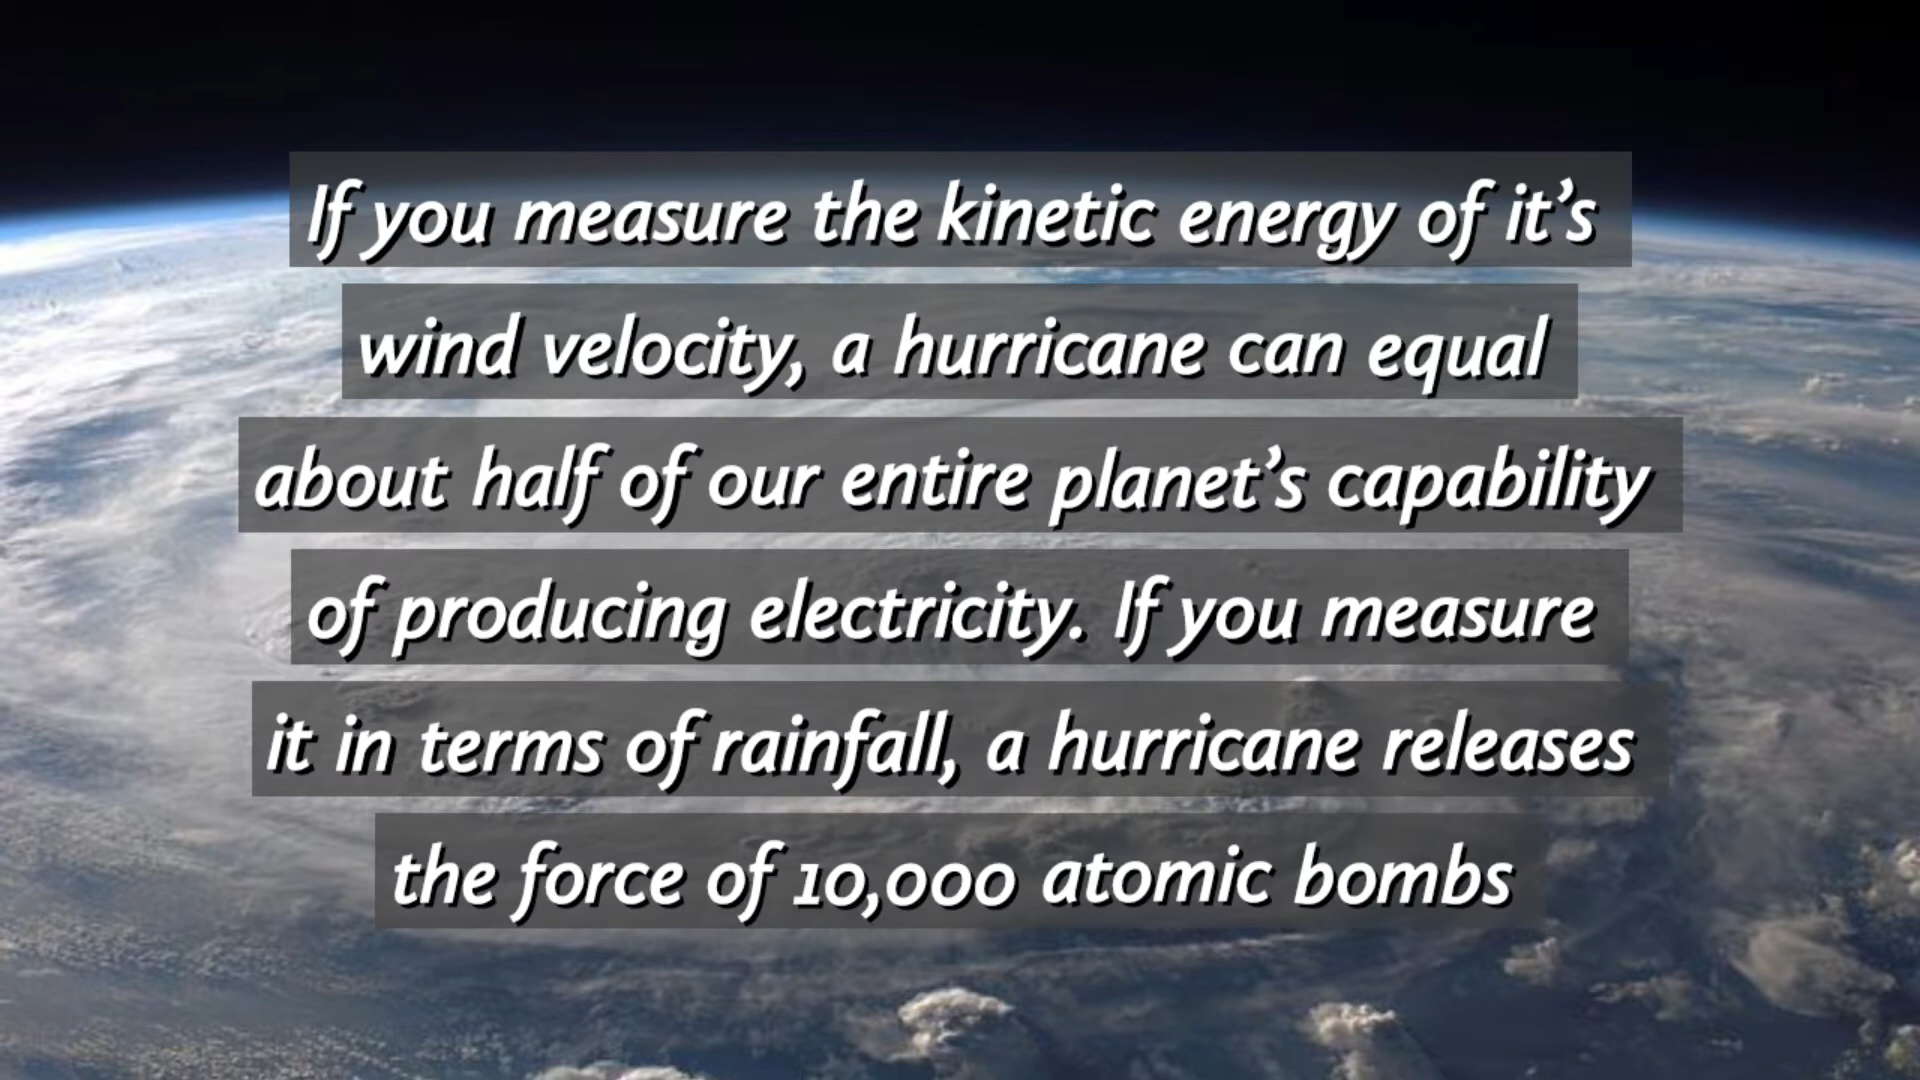 If you measure the kinetic energy of it’s
wind velocity, a hurricane can equal
about half of our entire planet’s capability
of producing electricity. If you measure
it in terms of rainfall, a hurricane releases
the force of 10,000 atomic bombs